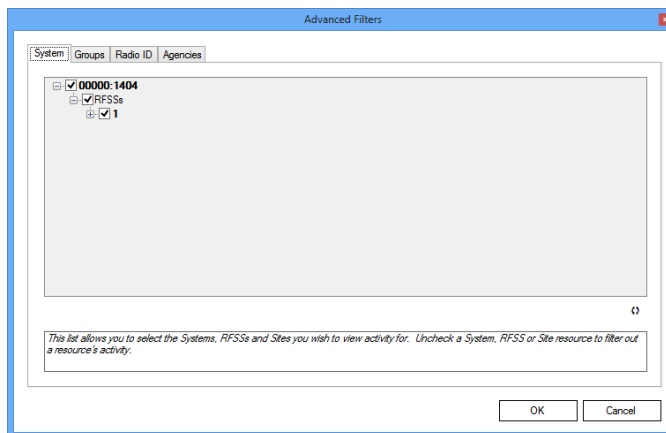 Advanced Filters
System Groups Radio ID Agencies
00000:1404
RFSSs
1
This list allows you to select the Systems, RFSSs and Sites you wish to view activity for. Uncheck a System, RFSS or Site resource to filter out
a resource's activity.
OK Cancel